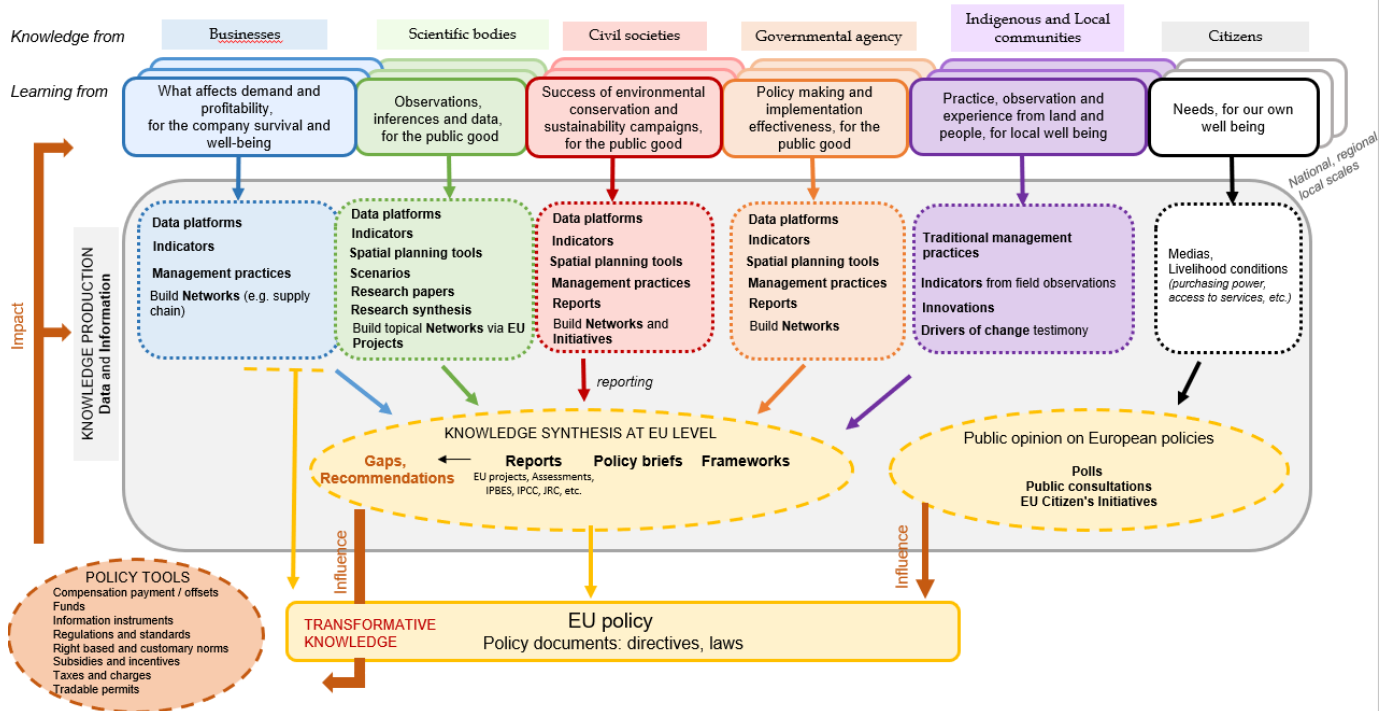 Knowledge from
Businesses
Scientific bodies
Civil societies
Governmental agency
Indigenous and Local
communities
Citizens
Learning from
What affects demand and
profitability,
for the company survival and
well-being
Observations,
inferences and data,
for the public good
Success of environmental
conservation and
sustainability campaigns,
for the public good
Policy making and
implementation
effectiveness, for the
public good
Practice, observation and
experience from land and
people, for local well being
Needs, for our own
well being
National, regional
local scales
Impact
KNOWLEDGE PRODUCTION
Data and Information
Data platforms
Indicators
Management practices
Build Networks (e.g. supply
chain)
Data platforms
Indicators
Spatial planning tools
Scenarios
Research papers
Research synthesis
Build topical Networks via EU
Projects
Data platforms
Indicators
Spatial planning tools
Management practices
Reports
Build Networks and
Initiatives
Data platforms
Indicators
Spatial planning tools
Management practices
Reports
Build Networks
Traditional management
practices
Indicators from field observations
Innovations
Drivers of change testimony
Medias,
Livelihood conditions
(purchasing power,
access to services, etc.)
reporting
KNOWLEDGE SYNTHESIS AT EU LEVEL
Gaps,
Recommendations
Reports
EU projects, Assessments,
IPBES, IPCC, JRC, etc.
Policy briefs
Frameworks
Public opinion on European policies
Polls
Public consultations
EU Citizen's Initiatives
Influence
Influence
POLICY TOOLS
Compensation payment / offsets
Funds
Information instruments
Regulations and standards
Right based and customary norms
Subsidies and incentives
Taxes and charges
Tradable permits
TRANSFORMATIVE
KNOWLEDGE
EU policy
Policy documents: directives, laws